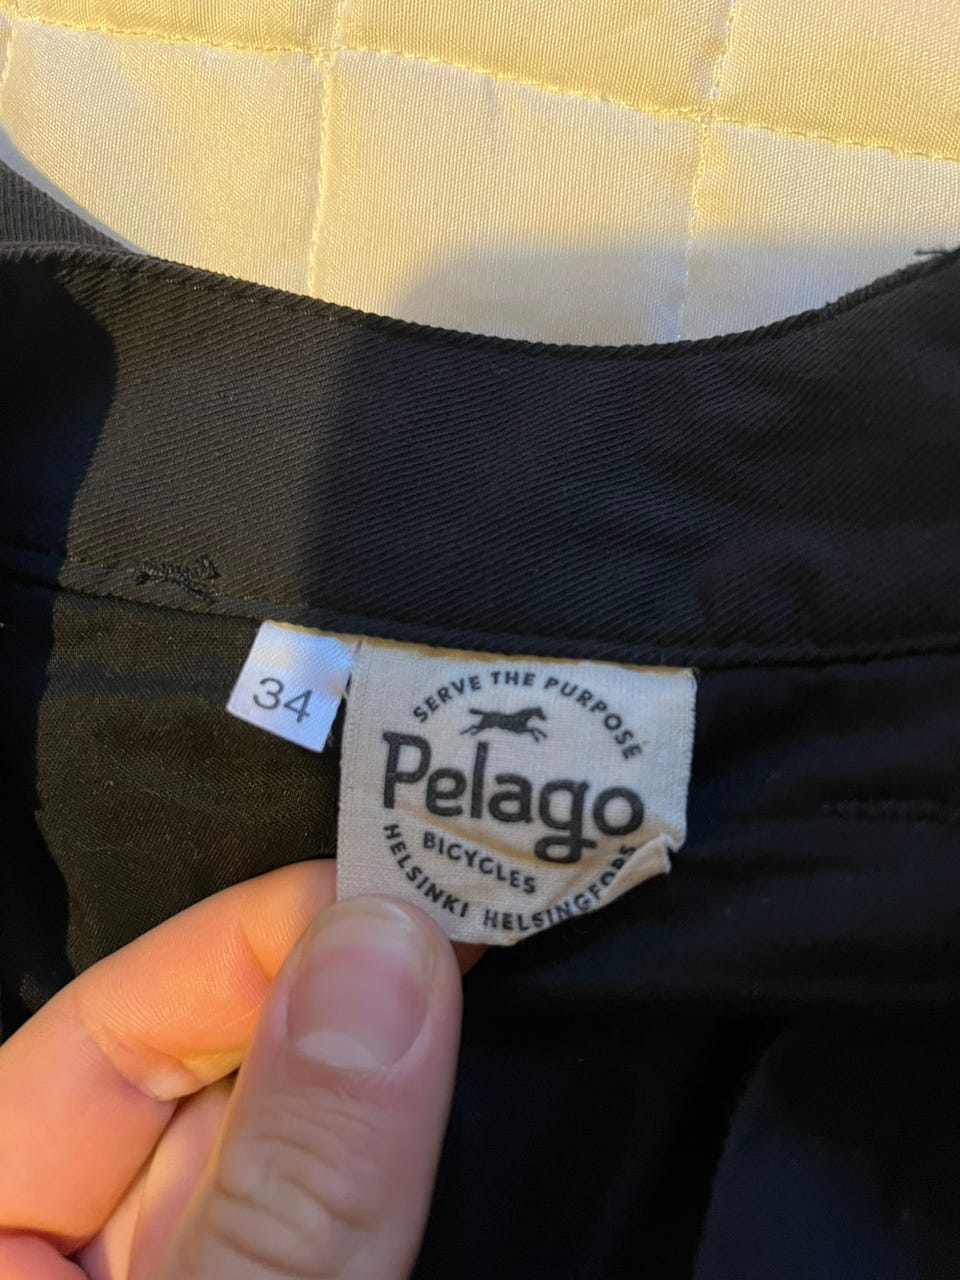 34
SERVE THE PURPOSE
Pelago
BICYCLES
HELSINKI HELSINGFORS